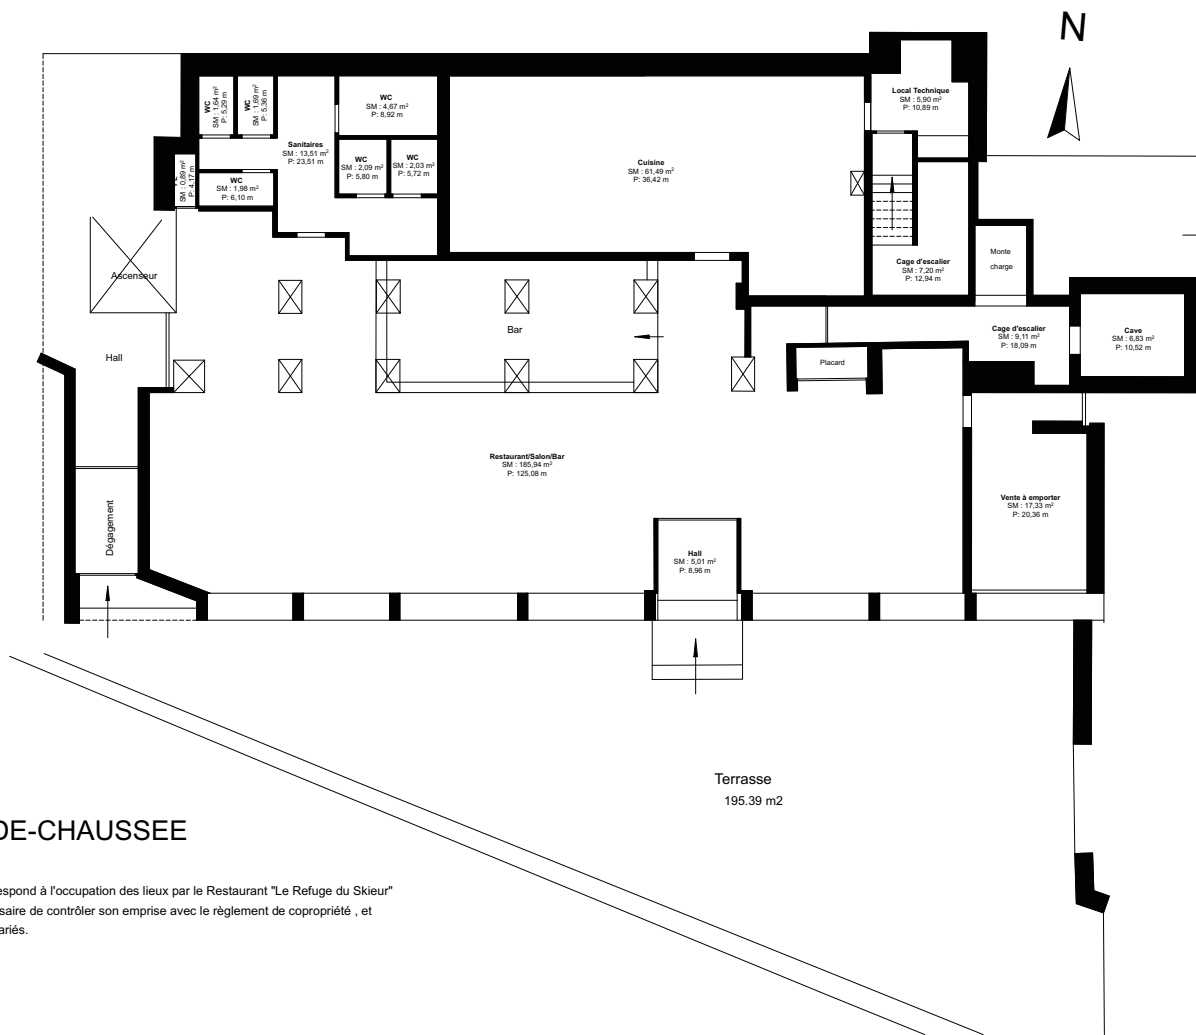 N
WC
SM : 1,64 m²
P: 5,29 m
WC
SM : 1,69 m²
P: 5,36 m
WC
SM : 4,67 m²
P: 8,92 m
Local Technique
SM : 5,90 m²
P: 10,89 m
Sanitaires
SM : 13,51 m²
P: 23,51 m
WC
SM : 2,09 m²
P: 5,80 m
WC
SM : 2,03 m²
P: 5,72 m
Cuisine
SM : 61,49 m²
P: 36,42 m
SM : 0,89 m²
P: 4,17 m
WC
SM : 1,98 m²
P: 6,10 m
Ascenseur
Cage d'escalier
SM : 7,20 m²
P: 12,94 m
Monte
charge
Bar
Cage d'escalier
SM : 9,11 m²
P: 18,09 m
Cave
SM : 6,83 m²
P: 10,52 m
Hall
Placard
Restaurant/Salon/Bar
SM : 185,94 m²
P: 125,08 m
Vente à emporter
SM : 17,33 m²
P: 20,36 m
Dégagement
Hall
SM : 5,01 m²
P: 8,96 m
Terrasse
195.39 m2
DE-CHAUSSEE
espond à l'occupation des lieux par le Restaurant "Le Refuge du Skieur"
saire de contrôler son emprise avec le règlement de copropriété , et
ariés.